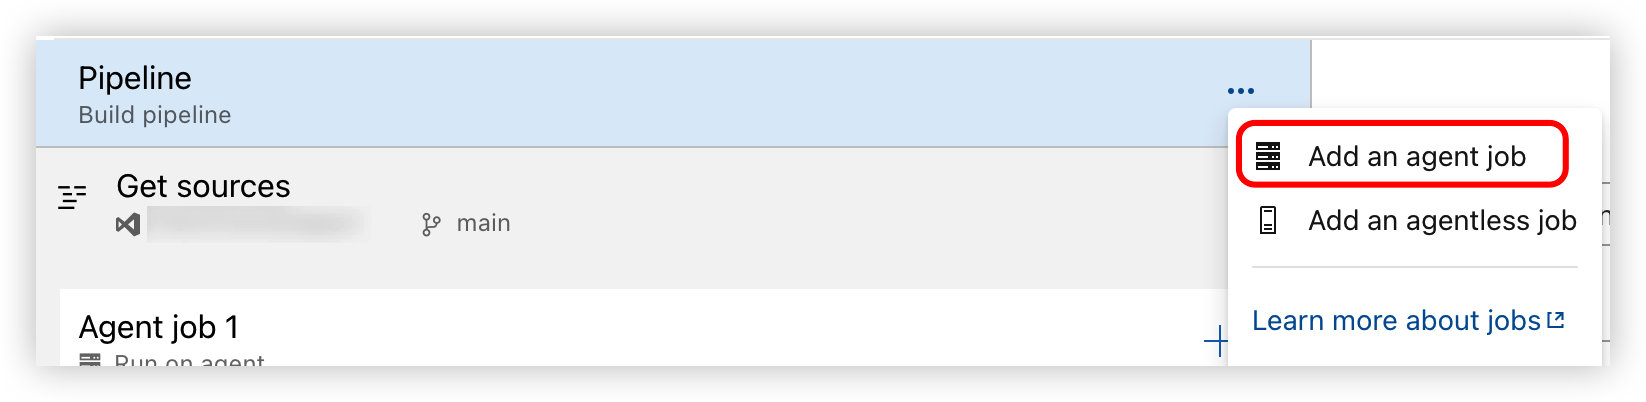 Pipeline
Build pipeline
Get sources
main
Agent job 1
Run on agent
Add an agent job
Add an agentless job
Learn more about jobs